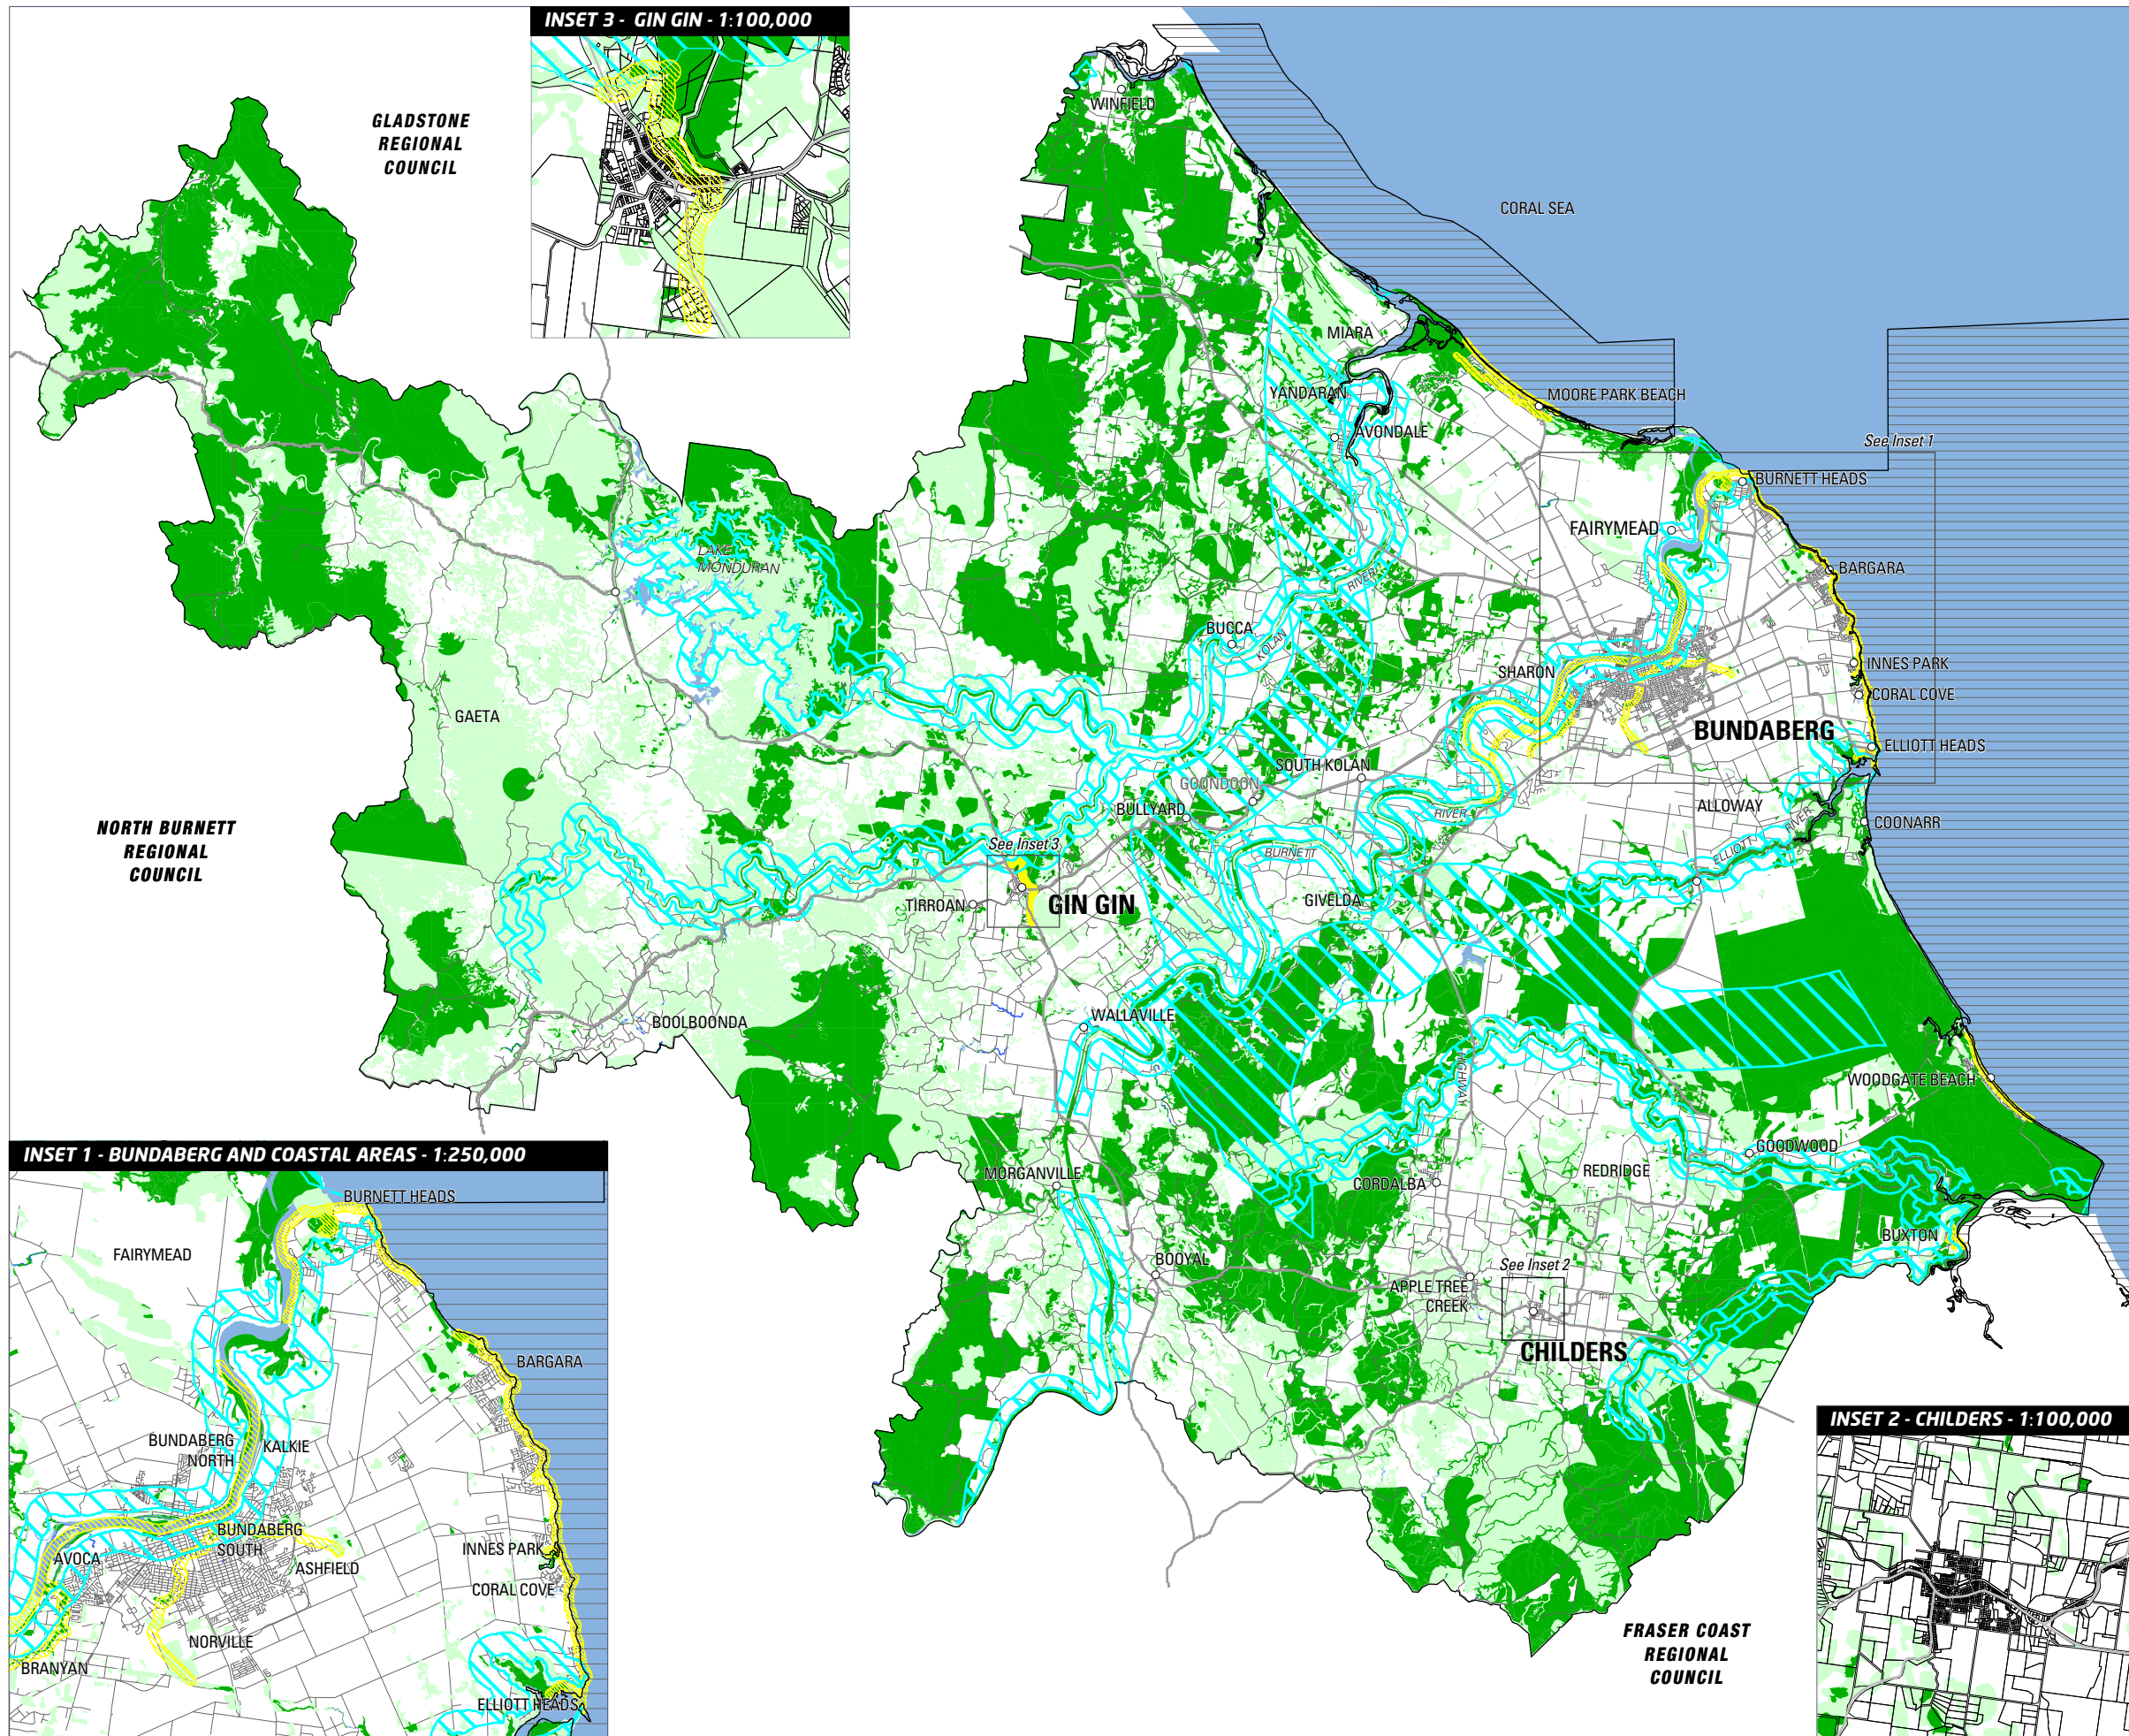 INSET 3 - GIN GIN - 1:100,000
GLADSTONE
REGIONAL
COUNCIL
WINFIELD
CORAL SEA
MIARA
YANDARAN
MOORE PARK BEACH
AVONDALE
See Inset 1
BURNETT HEADS
FAIRYMEAD
LAKE
MONDURAN
BARGARA
RIVER
BUCCA
KOLAN
SHARON
INNES PARK
CORAL COVE
GAETA
BUNDABERG
ELLIOTT HEADS
SOUTH KOLAN
GOONDOON
BULLYARD
ALLOWAY
RIVER
COONARR
RIVER
NORTH BURNETT
REGIONAL
COUNCIL
See Inset 3
BURNETT
ELLIOTT
TIRROAN
GIN GIN
GIVELDA
WALLAVILLE
BOOLBOONDA
HIGHWAY
WOODGATE BEACH
GOODWOOD
INSET 1 - BUNDABERG AND COASTAL AREAS - 1:250,000
MORGANVILLE
CORDALBA
REDRIDGE
BURNETT HEADS
FAIRYMEAD
BUXTON
BOOYAL
See Inset 2
APPLE TREE
CREEK
CHILDERS
BARGARA
INSET 2 - CHILDERS - 1:100,000
BUNDABERG
NORTH
KALKIE
BUNDABERG
SOUTH
AVOCA
ASHFIELD
INNES PARK
CORAL COVE
NORVILLE
BRANYAN
ELLIOTT HEADS
FRASER COAST
REGIONAL
COUNCIL